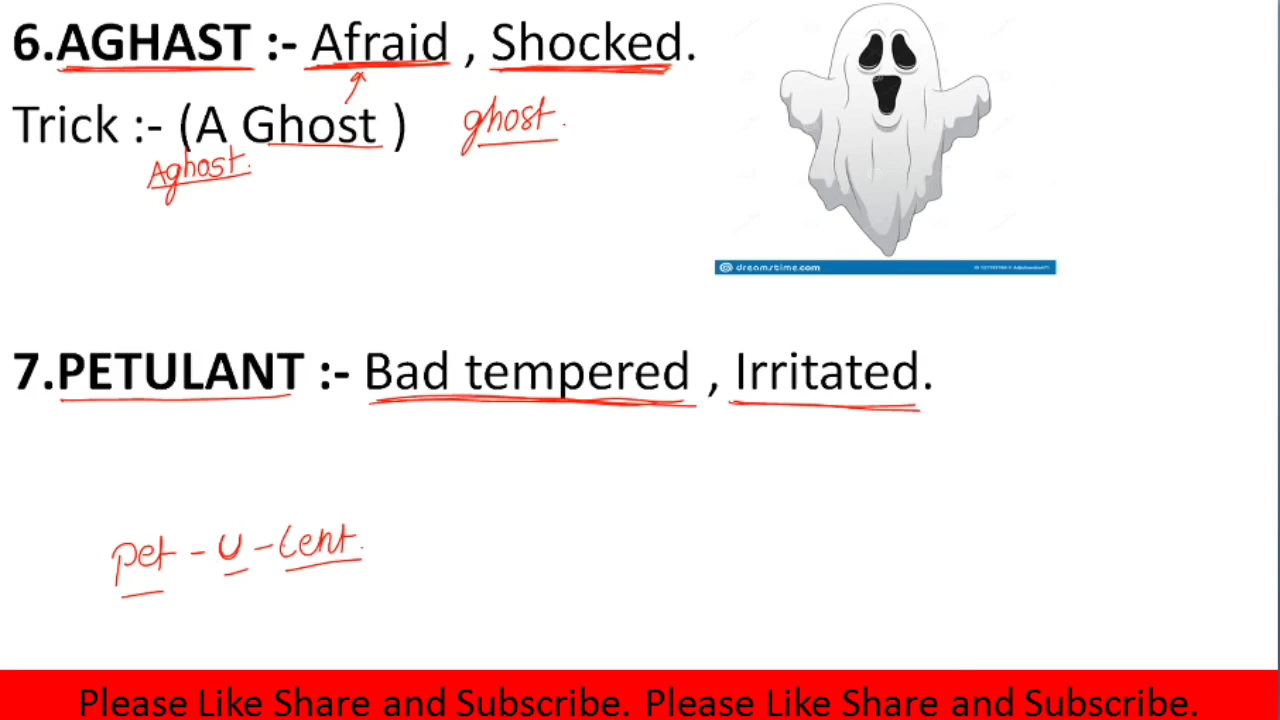 6.AGHAST :- Afraid , Shocked.
Trick :- (A Ghost ) ghost.
Aghost.
dreamstime.com
7.PETULANT :- Bad tempered , Irritated.
pet - U - Lent.
Please Like Share and Subscribe. Please Like Share and Subscribe.